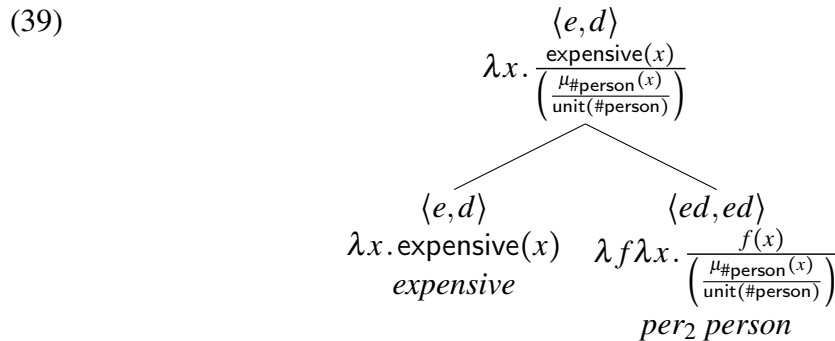 (39)
⟨e,d⟩
λx. expensive(x) / (μ#person(x) / unit(#person))
⟨e,d⟩ ⟨ed,ed⟩
λx.expensive(x) λfλx. f(x) / (μ#person(x) / unit(#person))
expensive
per₂ person